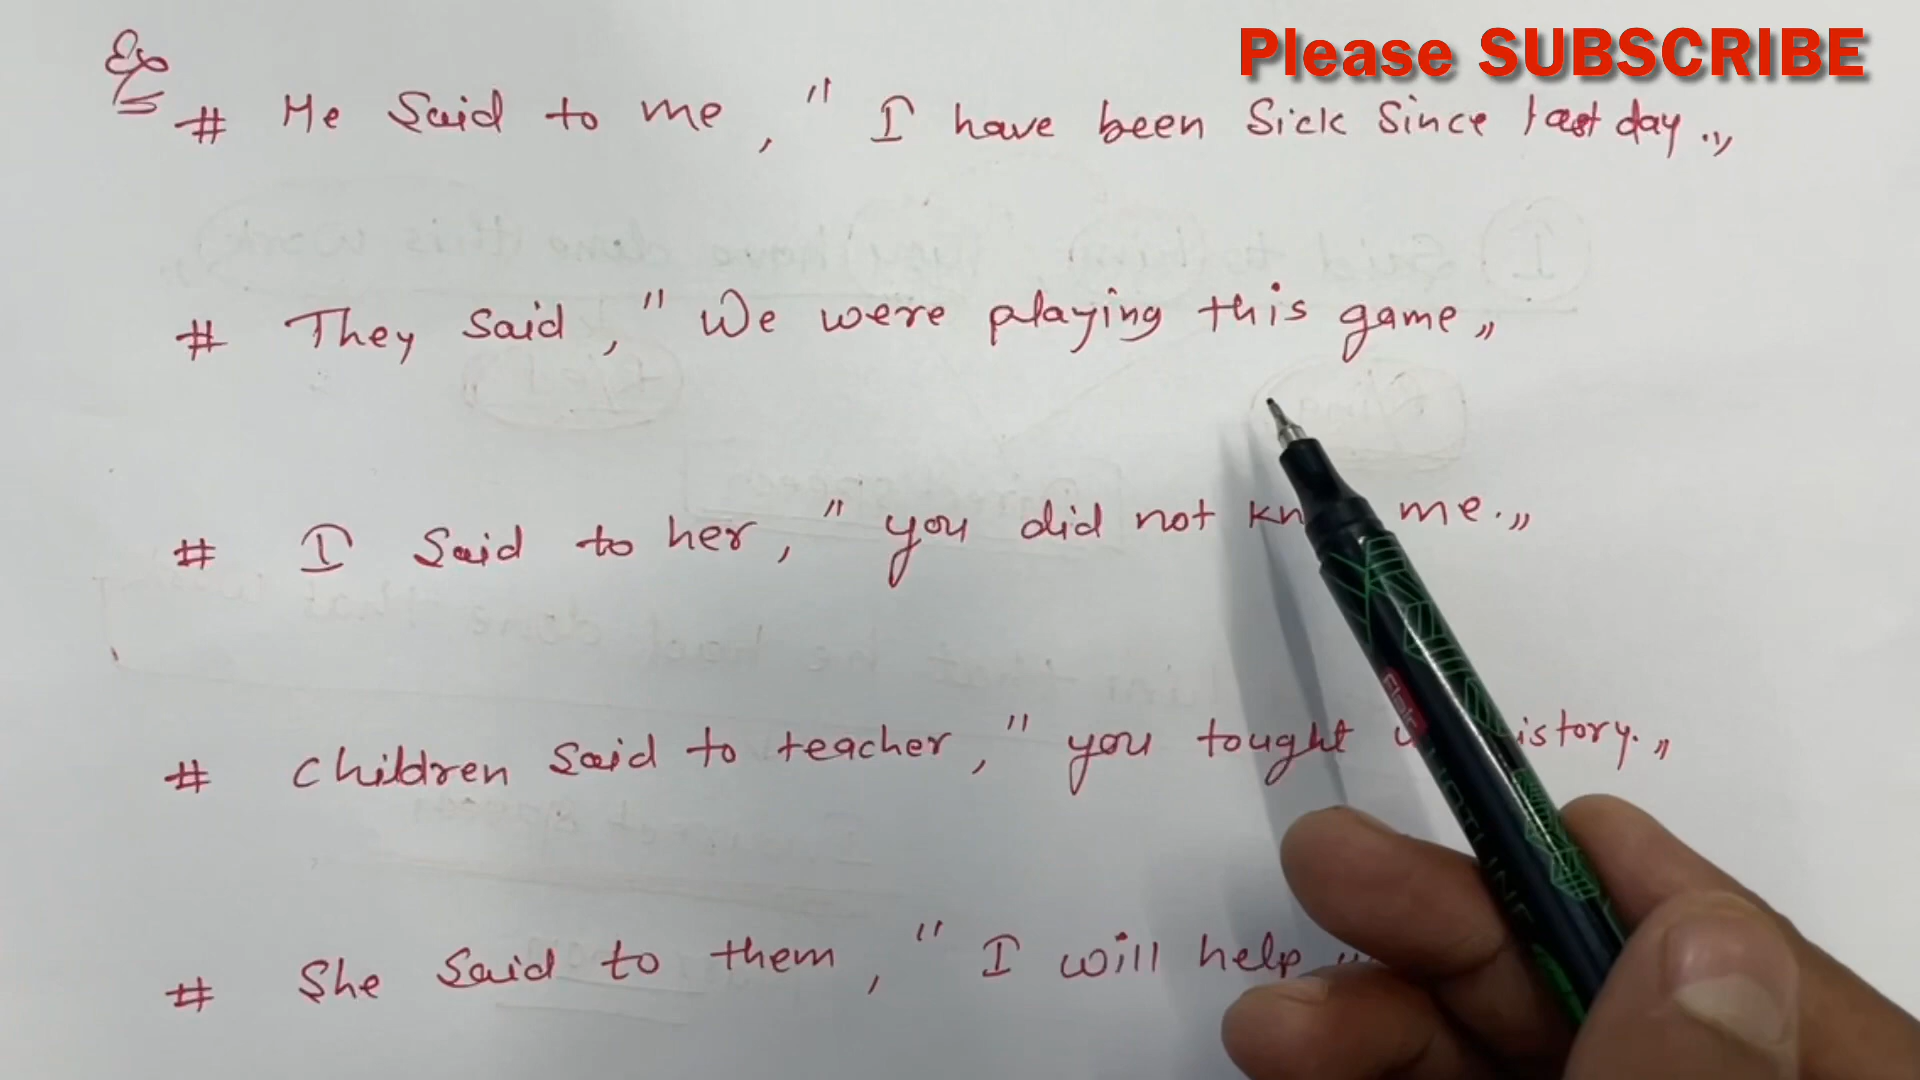 Please SUBSCRIBE
Ex
# He said to me, " I have been sick since last day."
# They said, " We were playing this game"
# I said to her, " you did not me."
# children said to teacher, " you tought istory."
# She said to them, " I will help
Flair